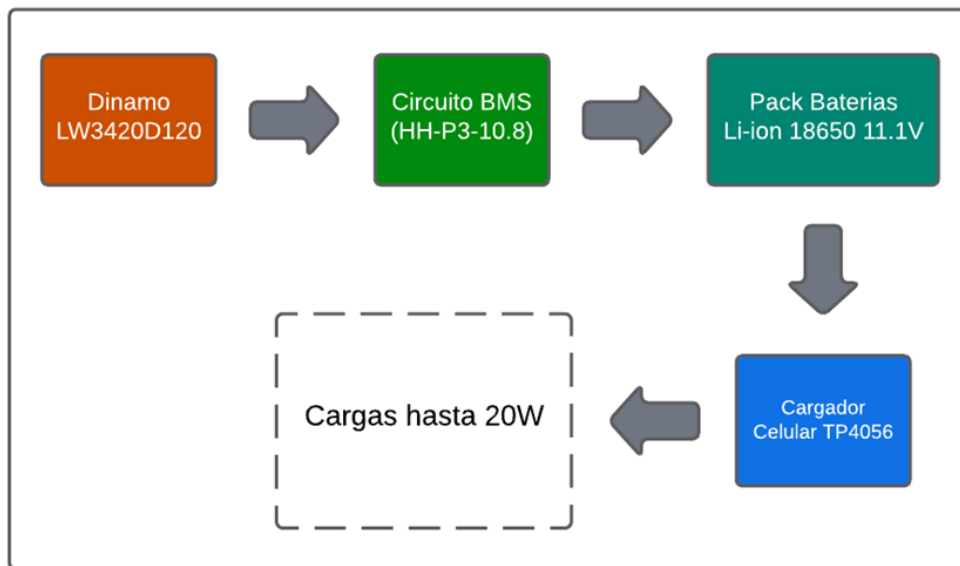 Dinamo
LW3420D120
Circuito BMS
(HH-P3-10.8)
Pack Baterias
Li-ion 18650 11.1V
Cargador
Celular TP4056
Cargas hasta 20W